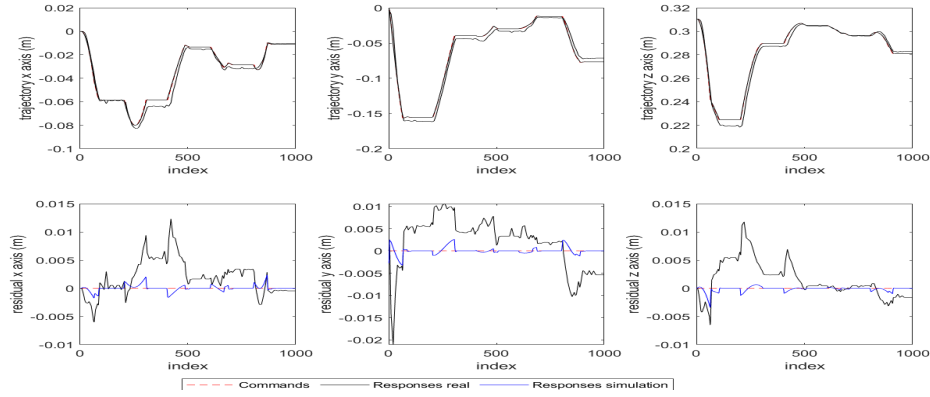 trajectory x axis (m)
0.02
0
-0.02
-0.04
-0.06
-0.08
-0.1
0 500 1000
index
trajectory y axis (m)
0
-0.05
-0.1
-0.15
-0.2
0 500 1000
index
trajectory z axis (m)
0.32
0.3
0.28
0.26
0.24
0.22
0.2
0 500 1000
index
residual x axis (m)
0.015
0.01
0.005
0
-0.005
-0.01
0 500 1000
index
residual y axis (m)
0.01
0.005
0
-0.005
-0.01
-0.015
-0.02
0 500 1000
index
residual z axis (m)
0.015
0.01
0.005
0
-0.005
-0.01
0 500 1000
index
Commands Responses real Responses simulation